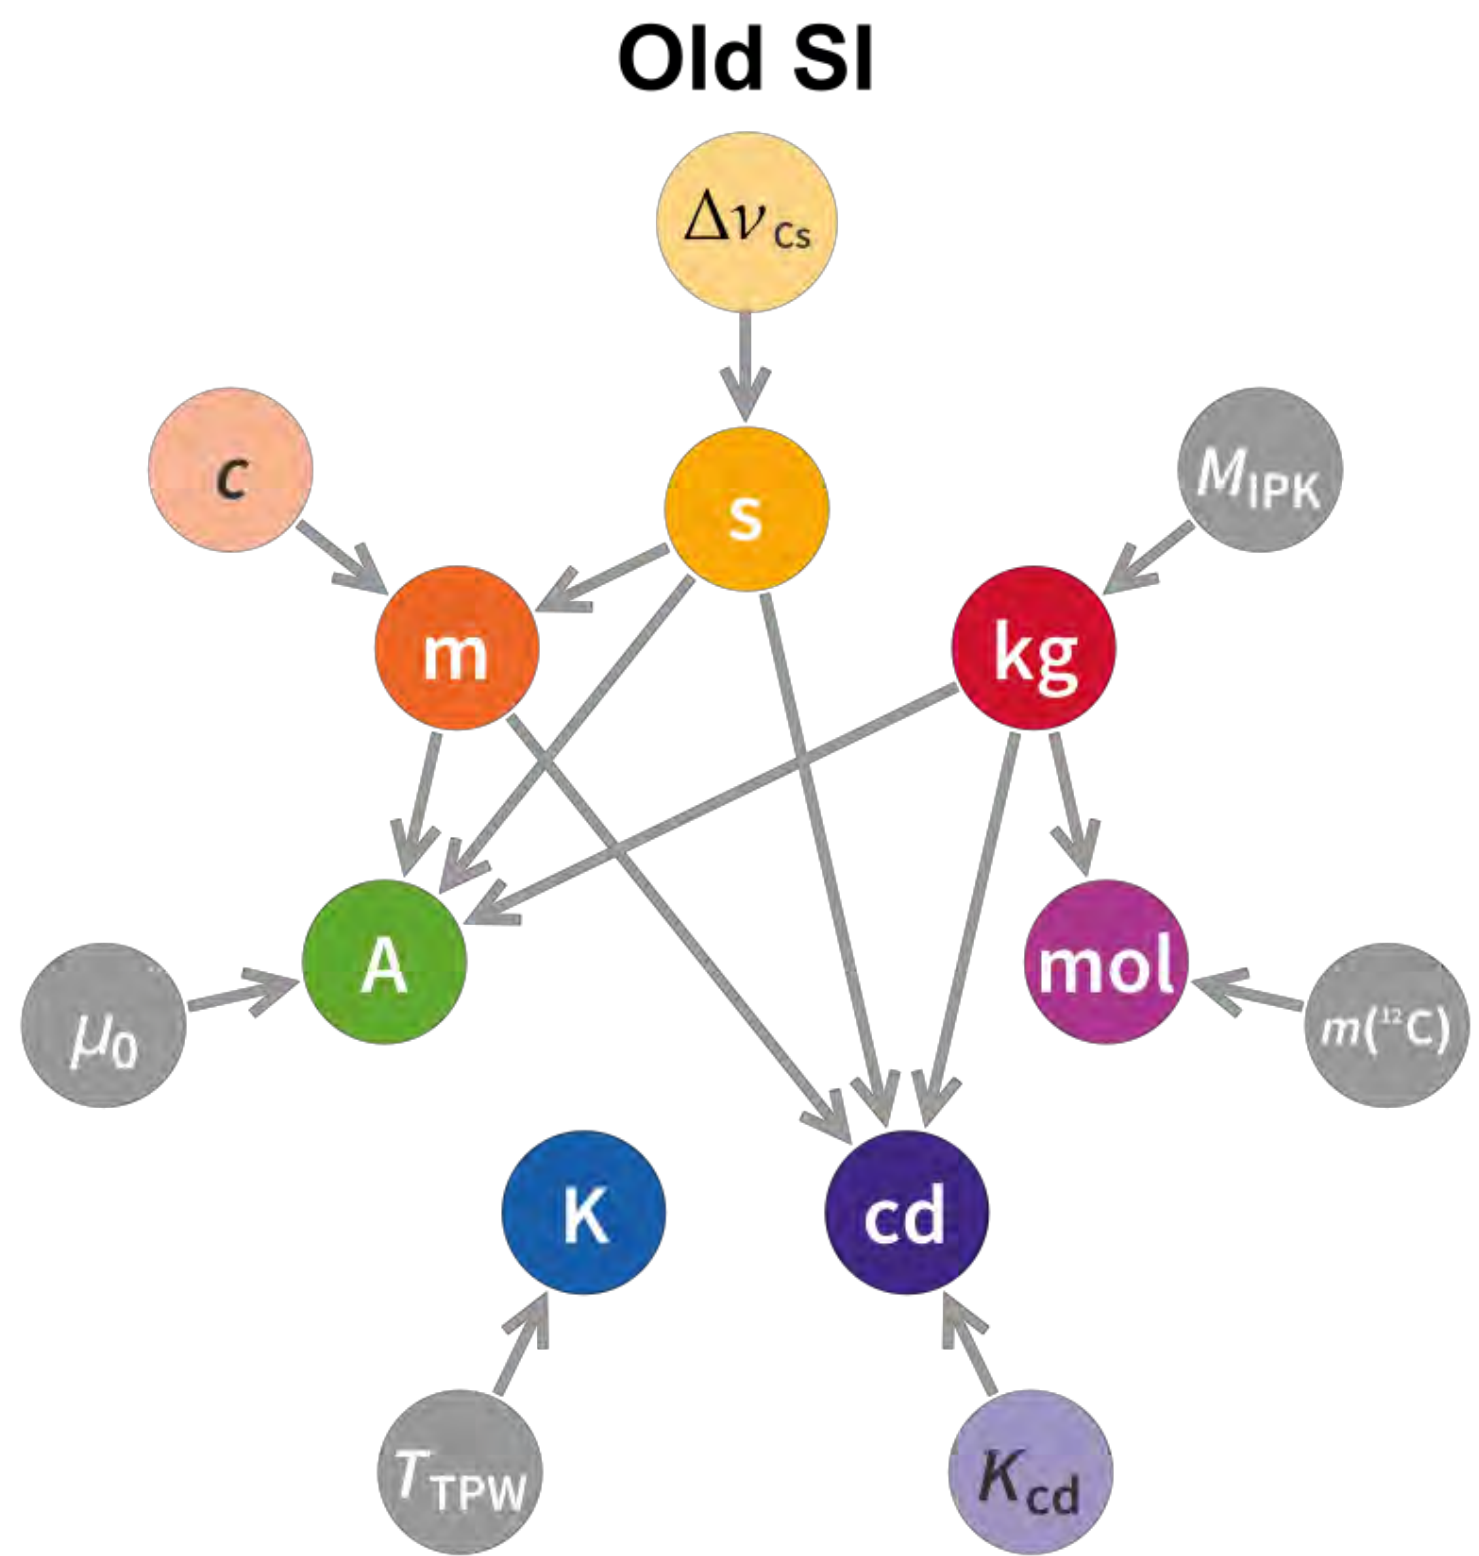 Old SI
Δν Cs
c
M IPK
s
m
kg
A
mol
μ0
m(¹²C)
K
cd
T TPW
K cd